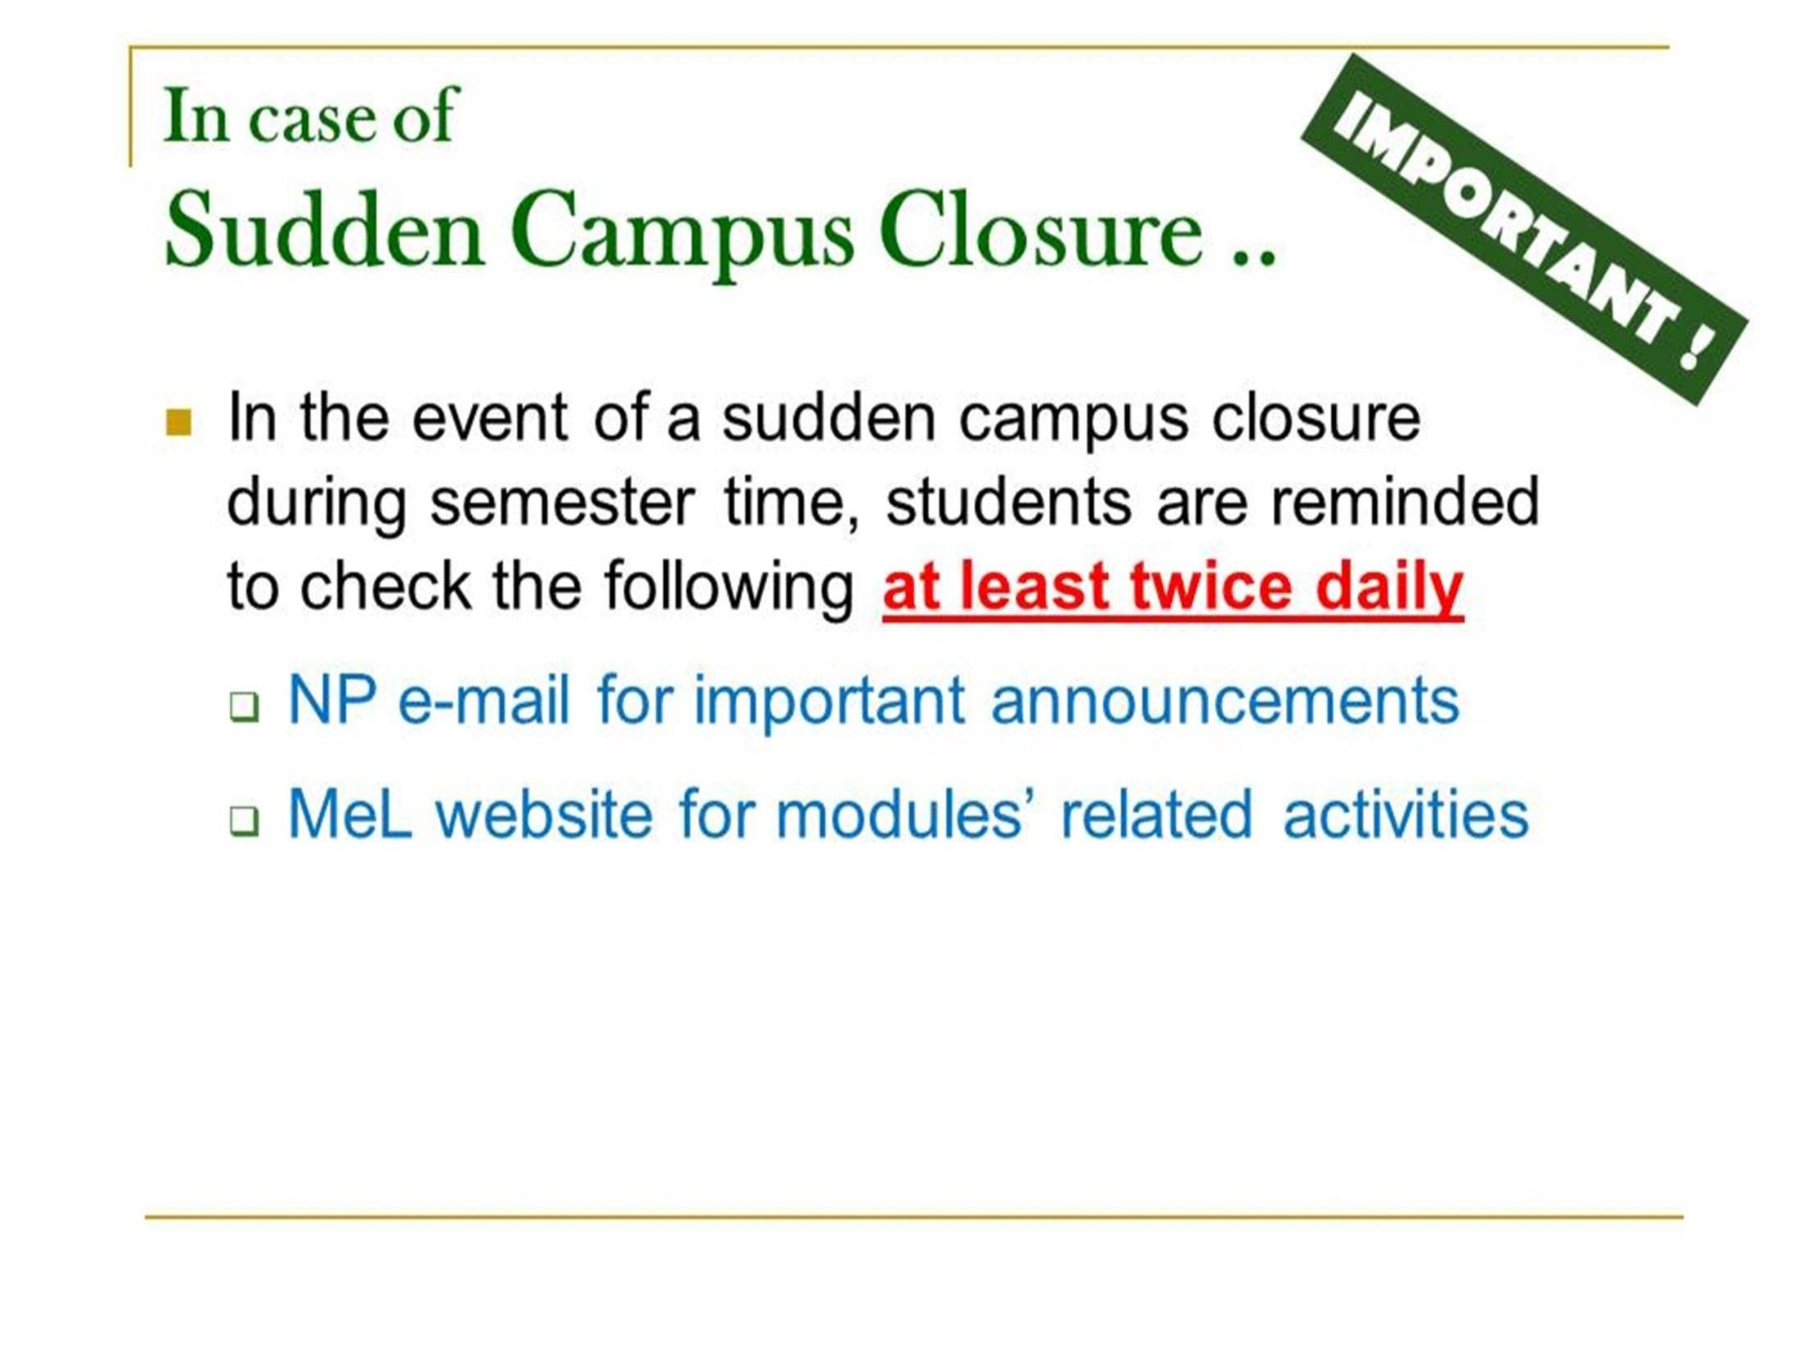 In case of
Sudden Campus Closure ..
IMPORTANT !
In the event of a sudden campus closure
during semester time, students are reminded
to check the following at least twice daily
NP e-mail for important announcements
MeL website for modules’ related activities